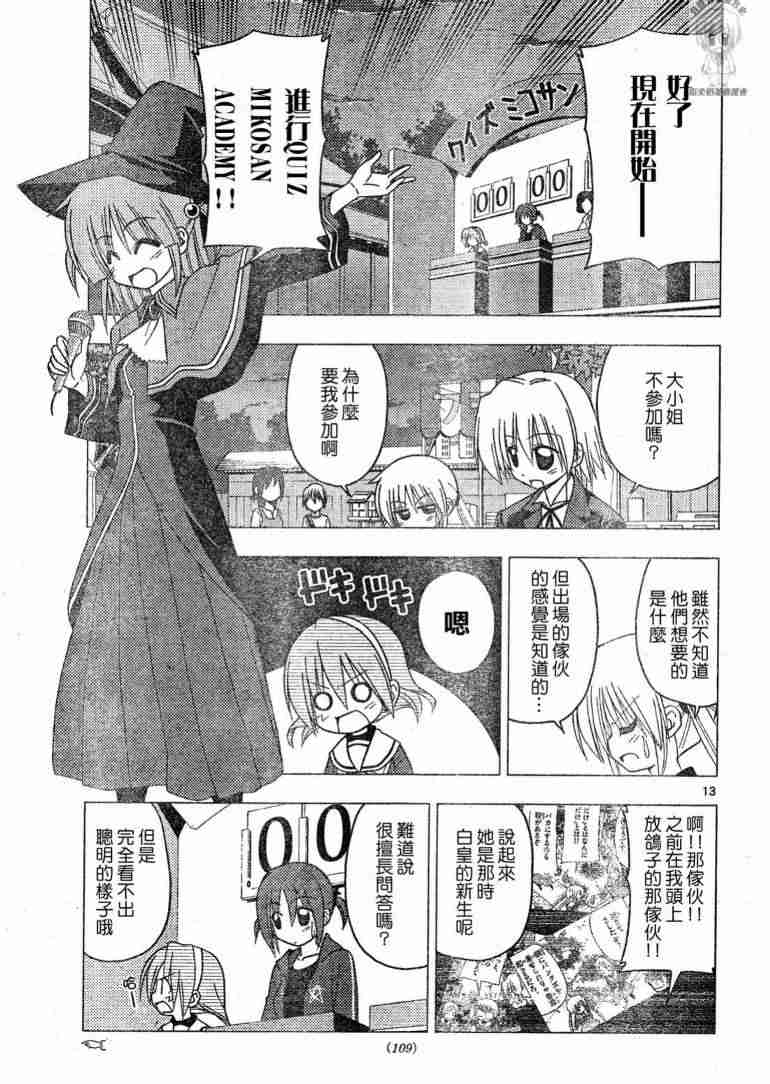 好了
現在開始──
クイズ ミコサン
00 00
進行QUIZ
MIKOSAN
ACADEMY!!
大小姐
不參加嗎？
為什麼
要我參加啊
雖然不知道
他們想要的
是什麼
但出場的傢伙
的感覺是知道
的…
嗯
ドキドキ
13
啊!!那傢伙!!
之前在我頭上
放鴿子的那傢伙!!
說起來
她是那時
白皇的新生呢
難道說
很擅長問答嗎？
00
但是
完全看不出
聰明的樣子哦
哈—
(109)